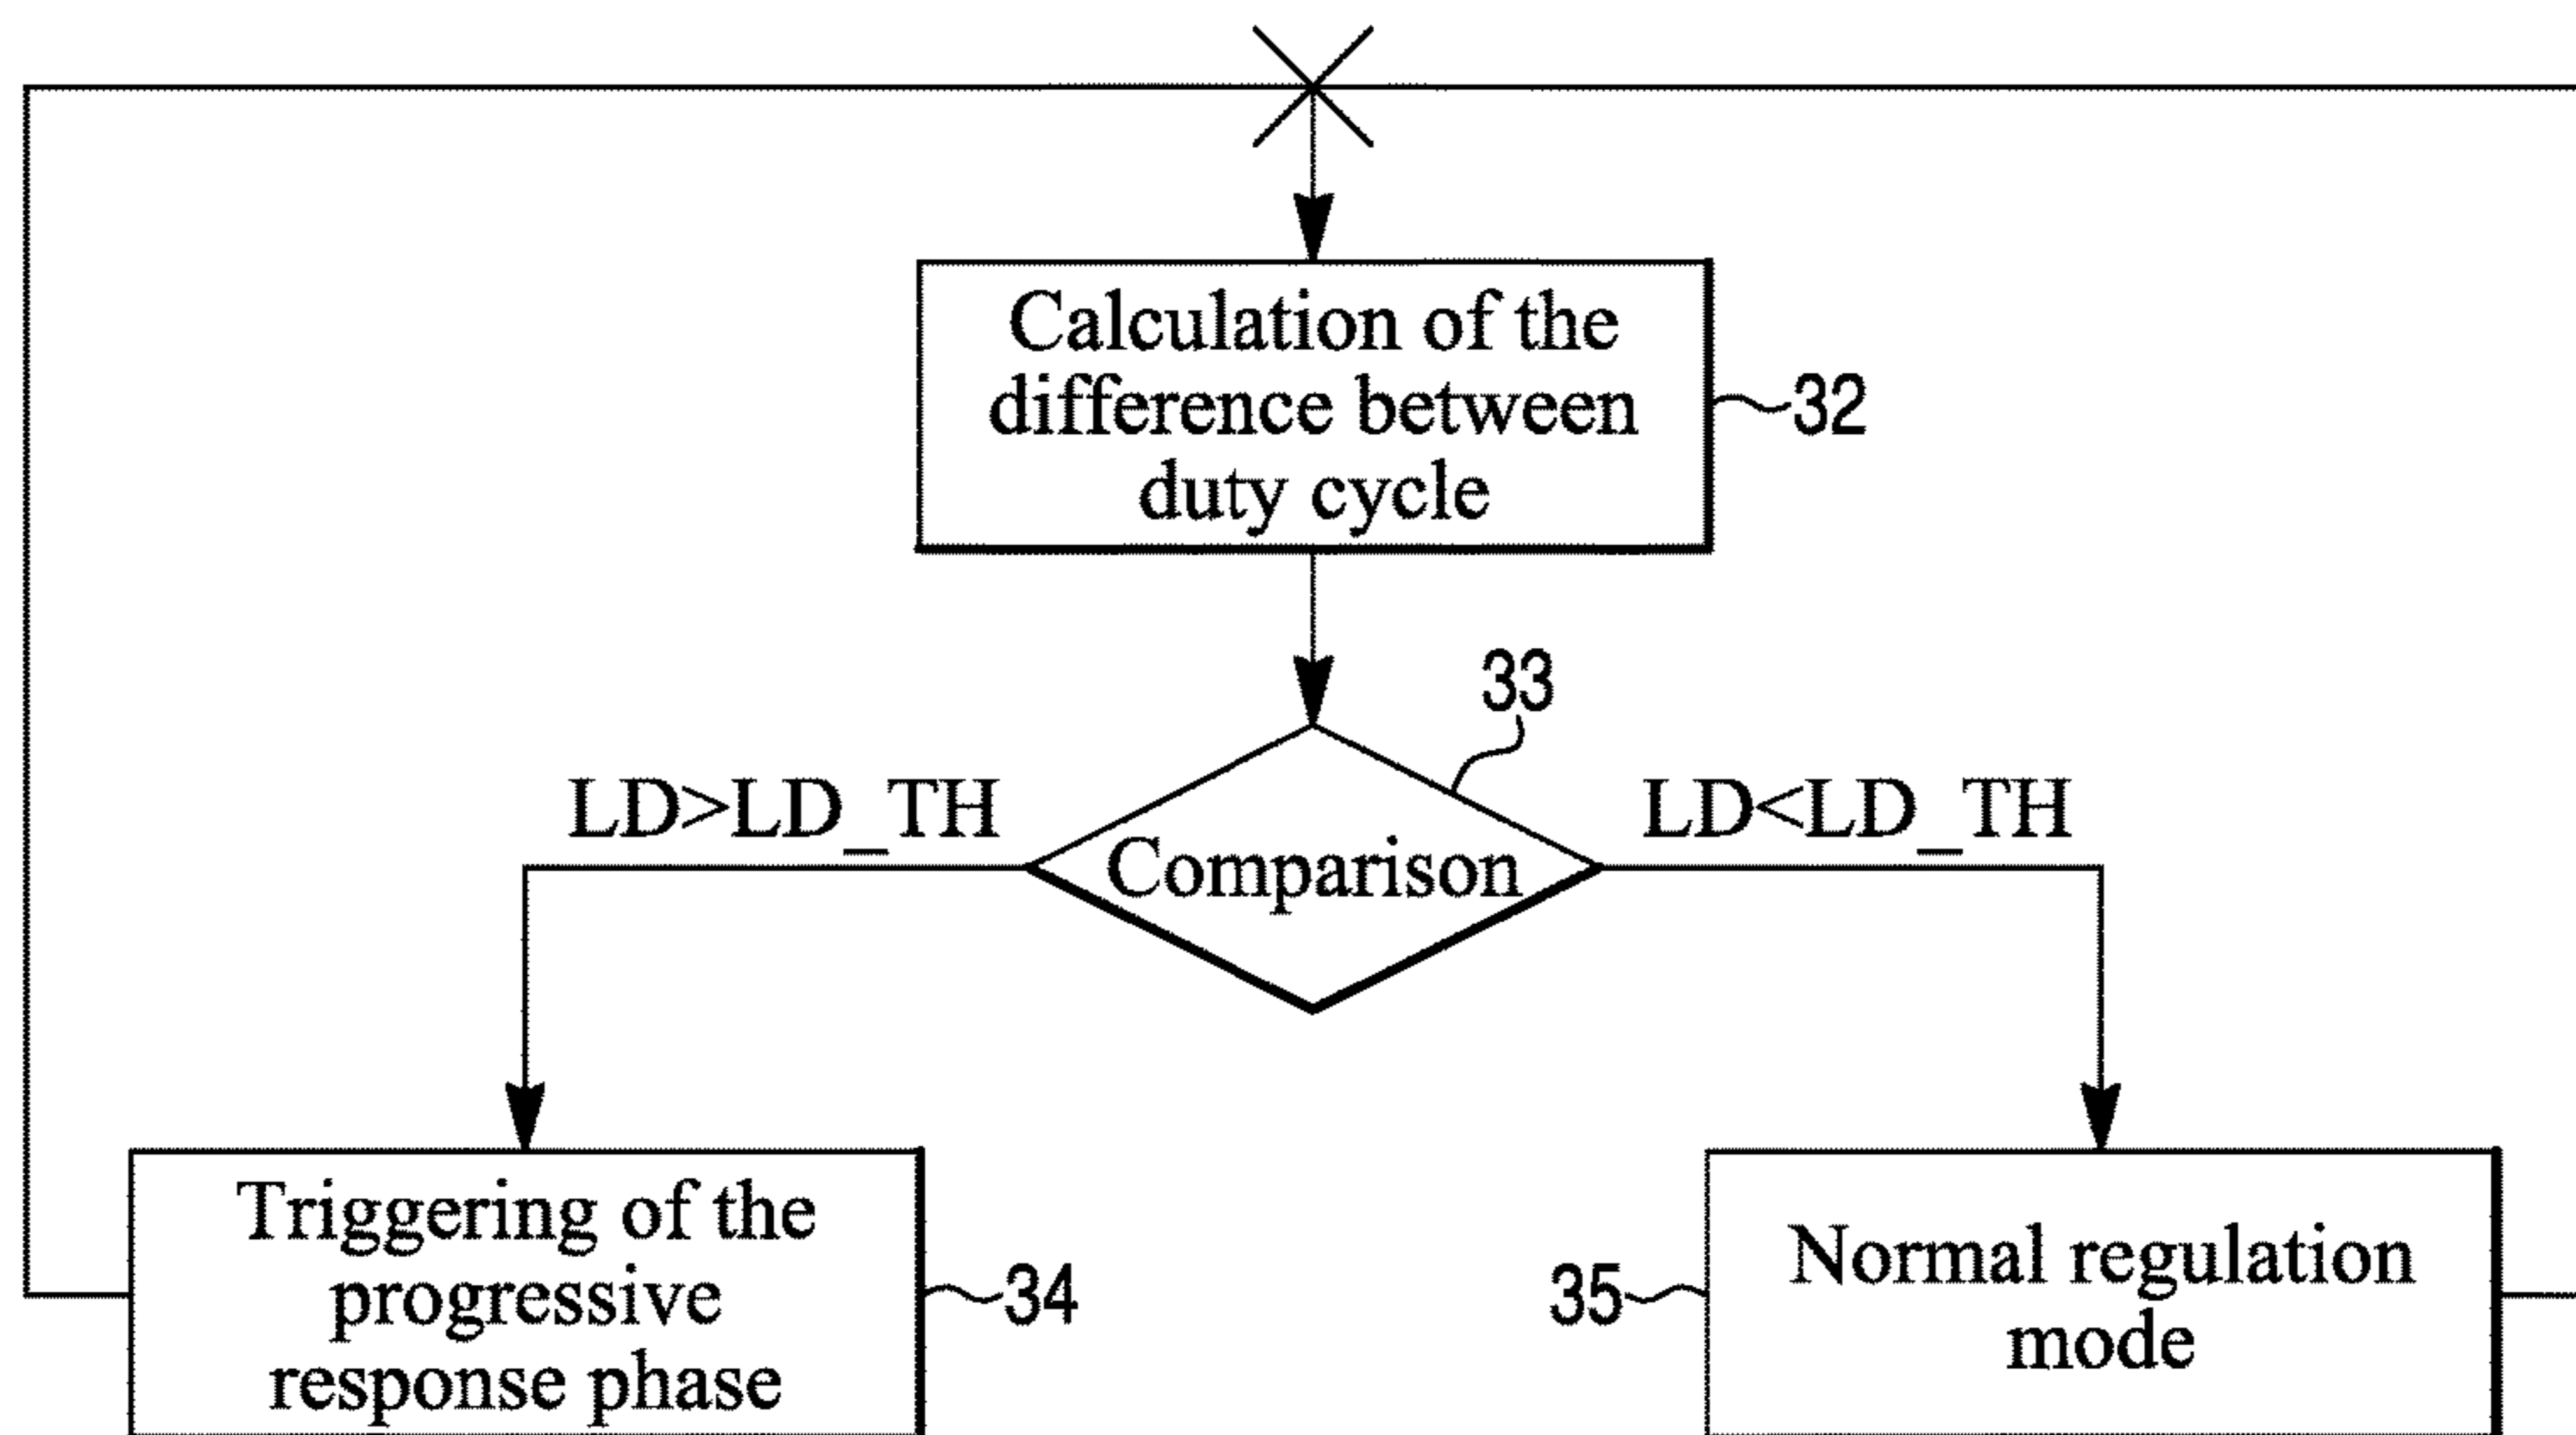 Calculation of the
difference between
duty cycle
32
33
LD>LD_TH
LD<LD_TH
Comparison
Triggering of the
progressive
response phase
34
35
Normal regulation
mode